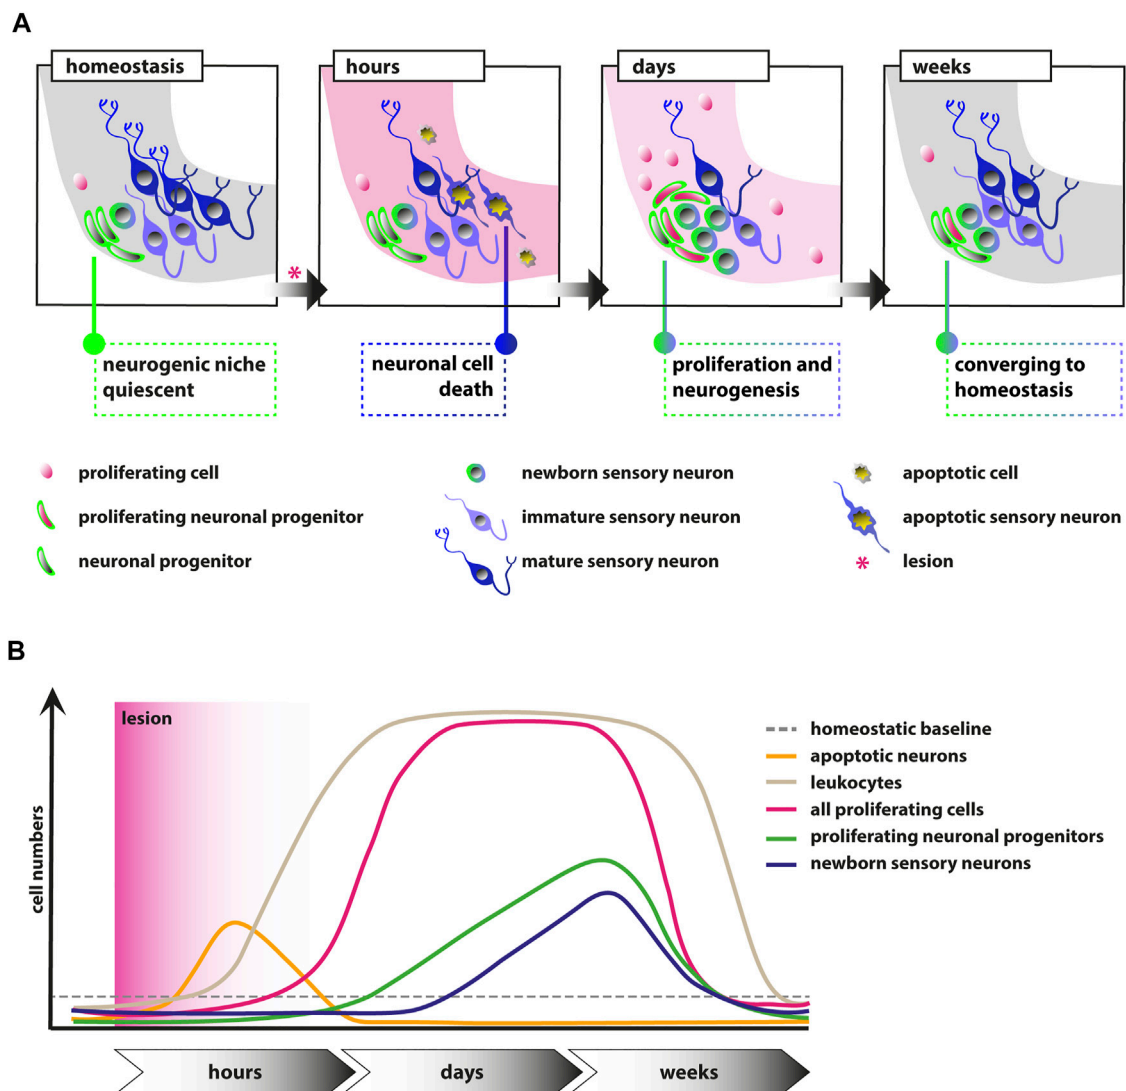 A
homeostasis
hours
days
weeks
*
neurogenic niche
quiescent
neuronal cell
death
proliferation and
neurogenesis
converging to
homeostasis
proliferating cell
newborn sensory neuron
apoptotic cell
proliferating neuronal progenitor
immature sensory neuron
apoptotic sensory neuron
neuronal progenitor
mature sensory neuron
* lesion
B
lesion
cell numbers
homeostatic baseline
apoptotic neurons
leukocytes
all proliferating cells
proliferating neuronal progenitors
newborn sensory neurons
hours
days
weeks